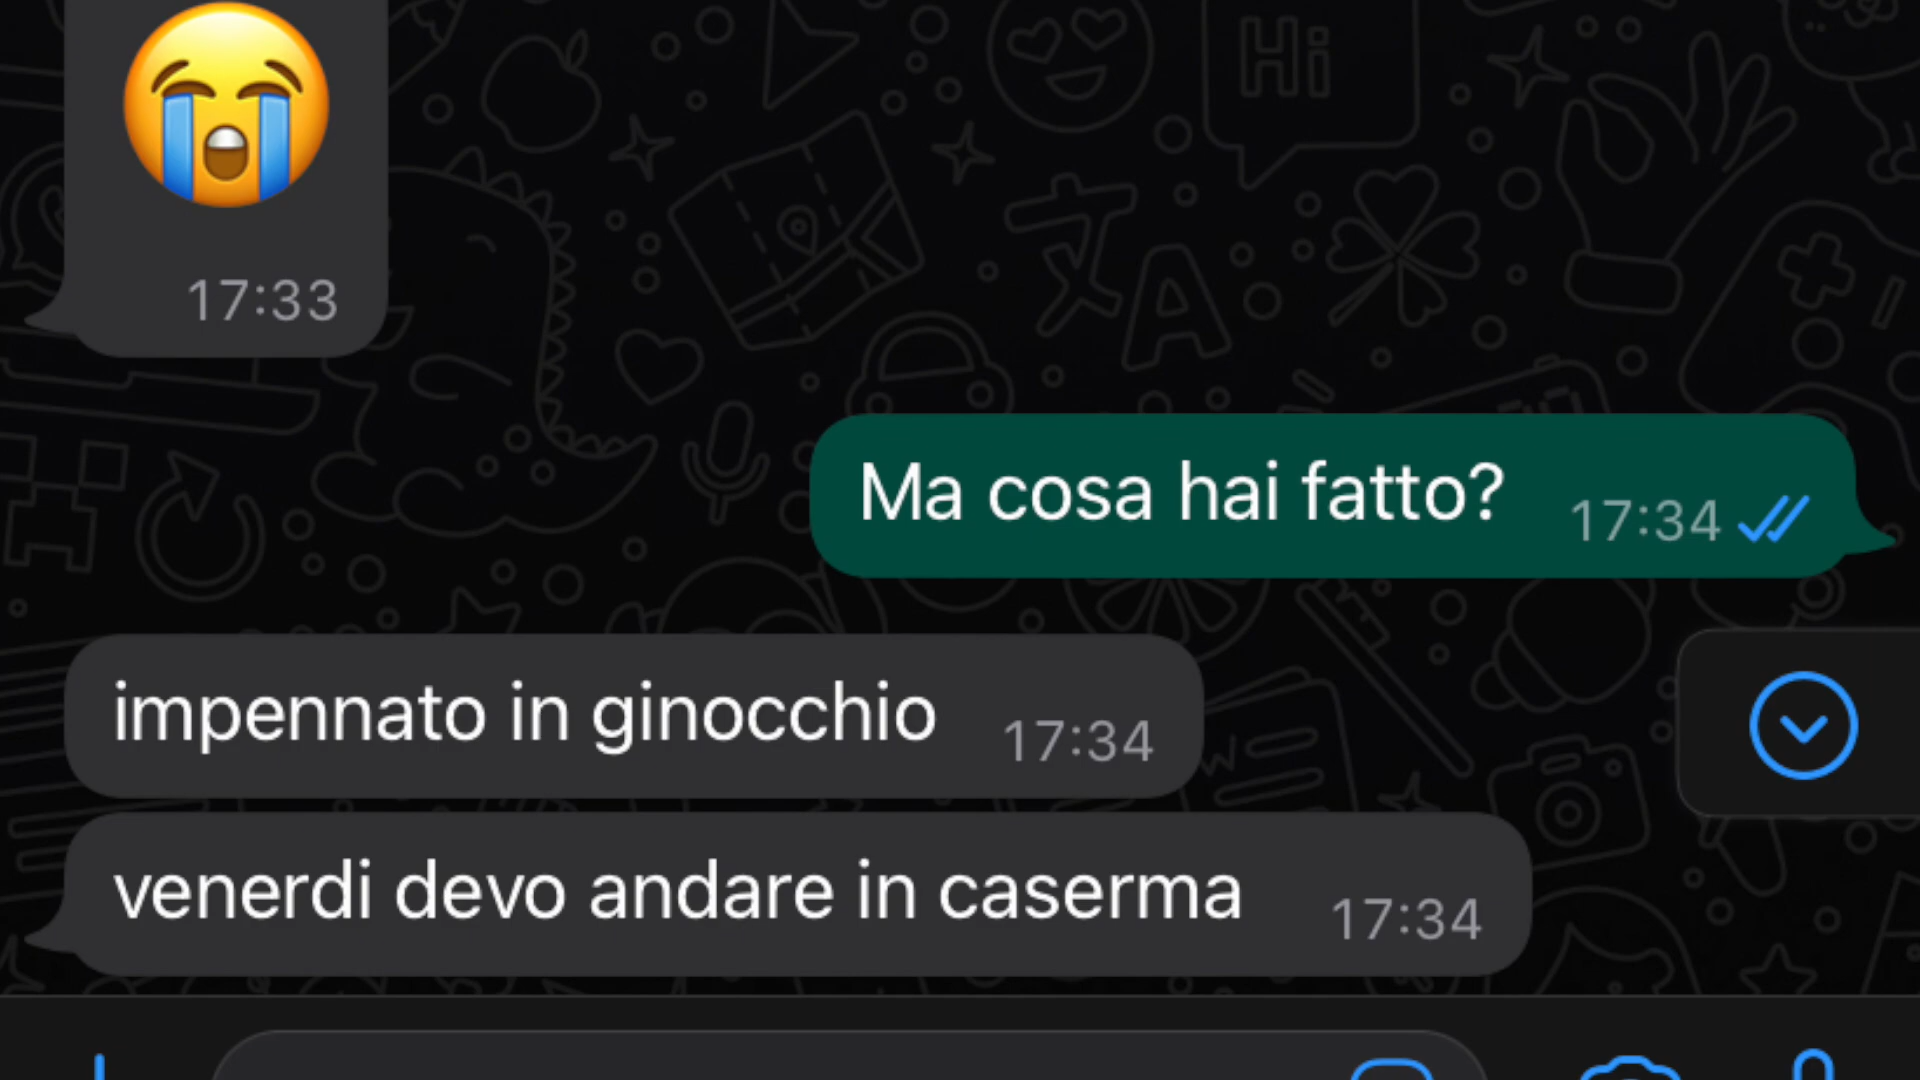 Hi
😭
17:33
Ma cosa hai fatto? 17:34
impennato in ginocchio 17:34
venerdi devo andare in caserma 17:34